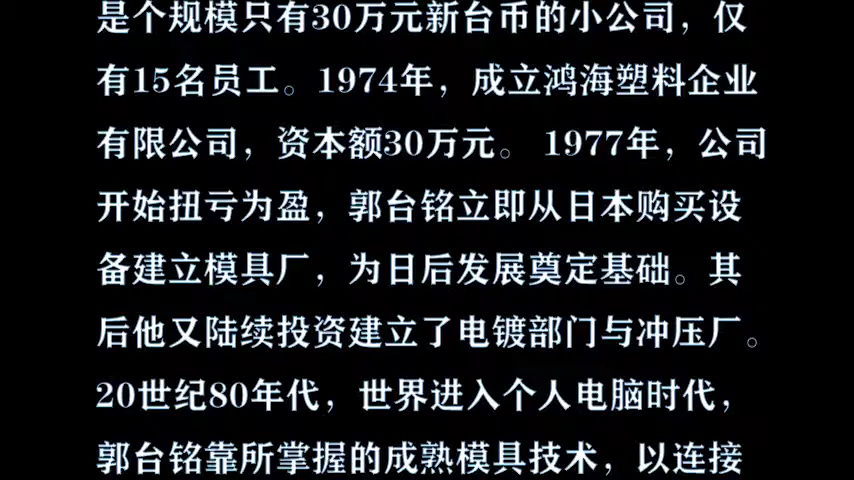 是个规模只有30万元新台币的小公司，仅
有15名员工。1974年，成立鸿海塑料企业
有限公司，资本额30万元。 1977年，公司
开始扭亏为盈，郭台铭立即从日本购买设
备建立模具厂，为日后发展奠定基础。其
后他又陆续投资建立了电镀部门与冲压厂。
20世纪80年代，世界进入个人电脑时代，
郭台铭靠所掌握的成熟模具技术，以连接